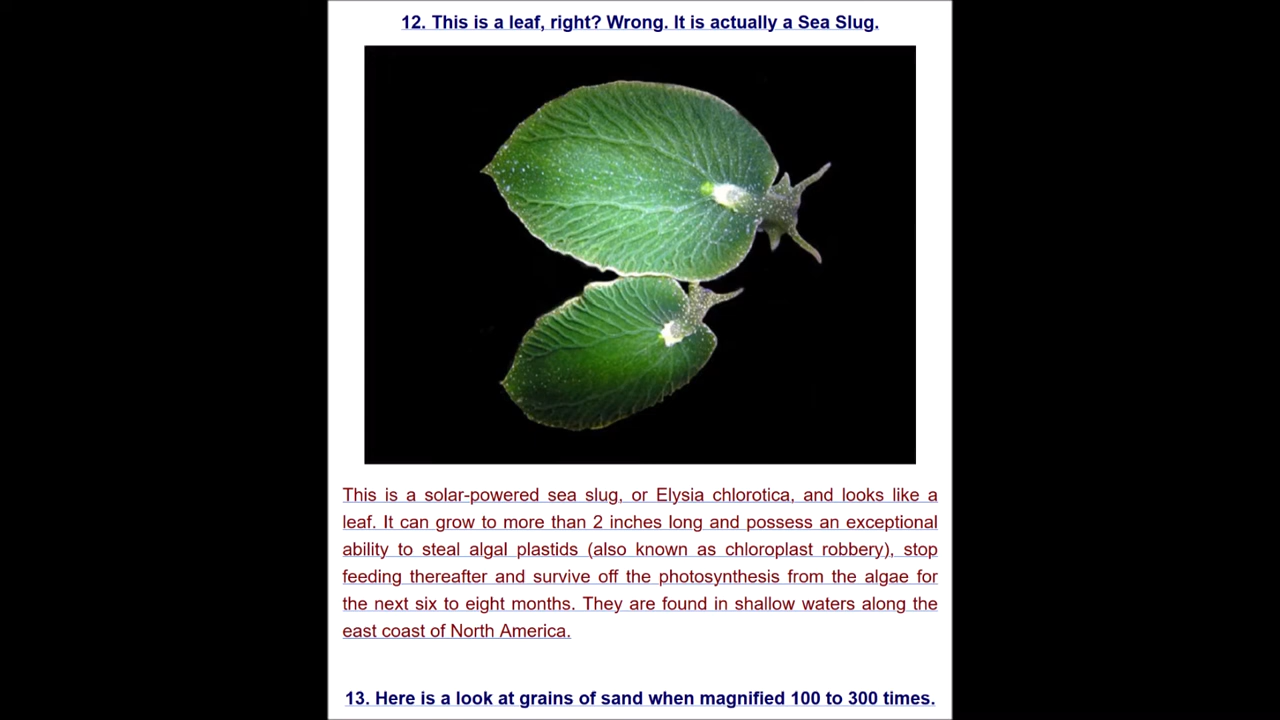 12. This is a leaf, right? Wrong. It is actually a Sea Slug.
This is a solar-powered sea slug, or Elysia chlorotica, and looks like a
leaf. It can grow to more than 2 inches long and possess an exceptional
ability to steal algal plastids (also known as chloroplast robbery), stop
feeding thereafter and survive off the photosynthesis from the algae for
the next six to eight months. They are found in shallow waters along the
east coast of North America.
13. Here is a look at grains of sand when magnified 100 to 300 times.